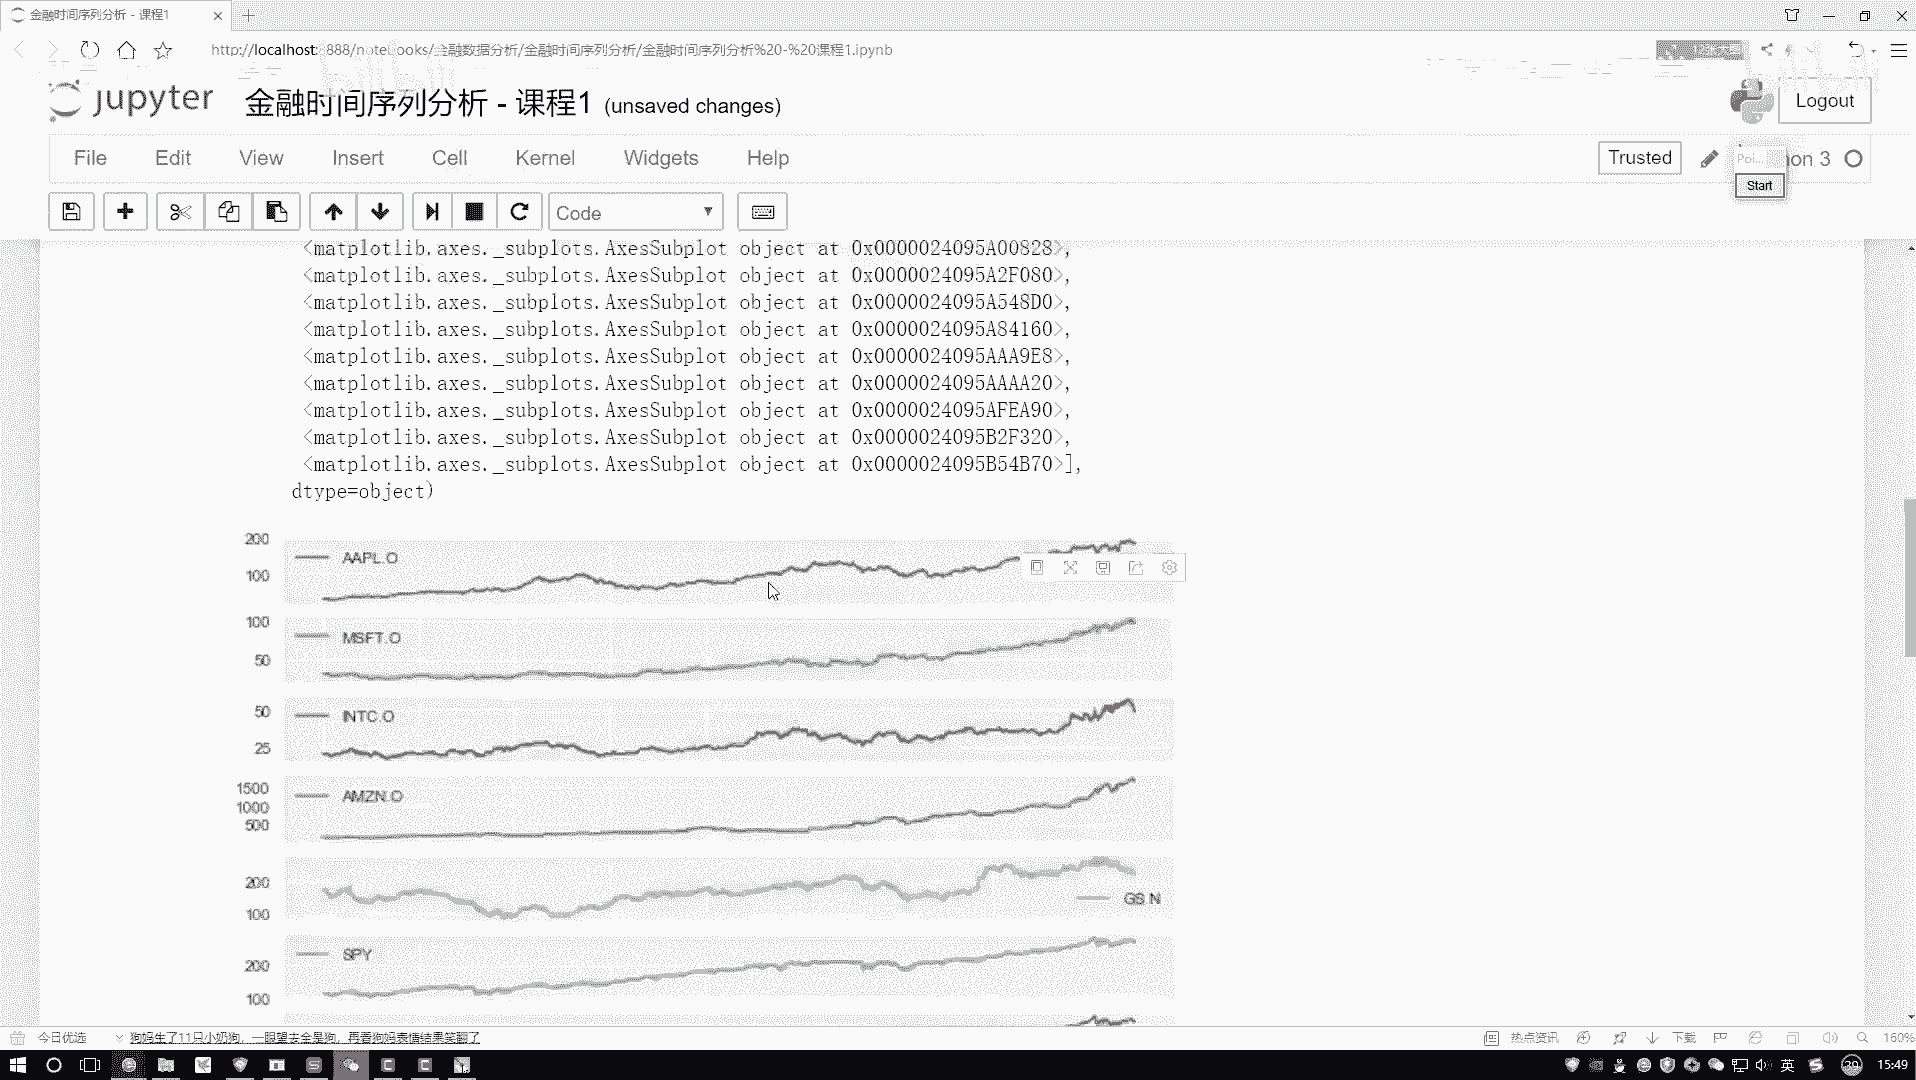 金融时间序列分析 - 课程1
http://localhost:8888/notebooks/金融数据分析/金融时间序列分析/金融时间序列分析%20-%20课程1.ipynb
jupyter 金融时间序列分析 - 课程1 (unsaved changes)
Logout
File Edit View Insert Cell Kernel Widgets Help
Trusted
Poi...
Start
Code
<matplotlib.axes._subplots.AxesSubplot object at 0x0000024095A00828>,
<matplotlib.axes._subplots.AxesSubplot object at 0x0000024095A2F080>,
<matplotlib.axes._subplots.AxesSubplot object at 0x0000024095A548D0>,
<matplotlib.axes._subplots.AxesSubplot object at 0x0000024095A84160>,
<matplotlib.axes._subplots.AxesSubplot object at 0x0000024095AAA9E8>,
<matplotlib.axes._subplots.AxesSubplot object at 0x0000024095AAAA20>,
<matplotlib.axes._subplots.AxesSubplot object at 0x0000024095AFEA90>,
<matplotlib.axes._subplots.AxesSubplot object at 0x0000024095B2F320>,
<matplotlib.axes._subplots.AxesSubplot object at 0x0000024095B54B70>],
dtype=object)
200
AAPL.O
100
100
MSFT.O
50
50
INTC.O
25
1500
AMZN.O
1000
500
200
GS.N
100
SPY
200
100
今日优选
狗妈生了11只小奶狗，一眼望去全是狗，再看狗妈表情结果笑翻了
热点资讯
下载
160%
英
15:49